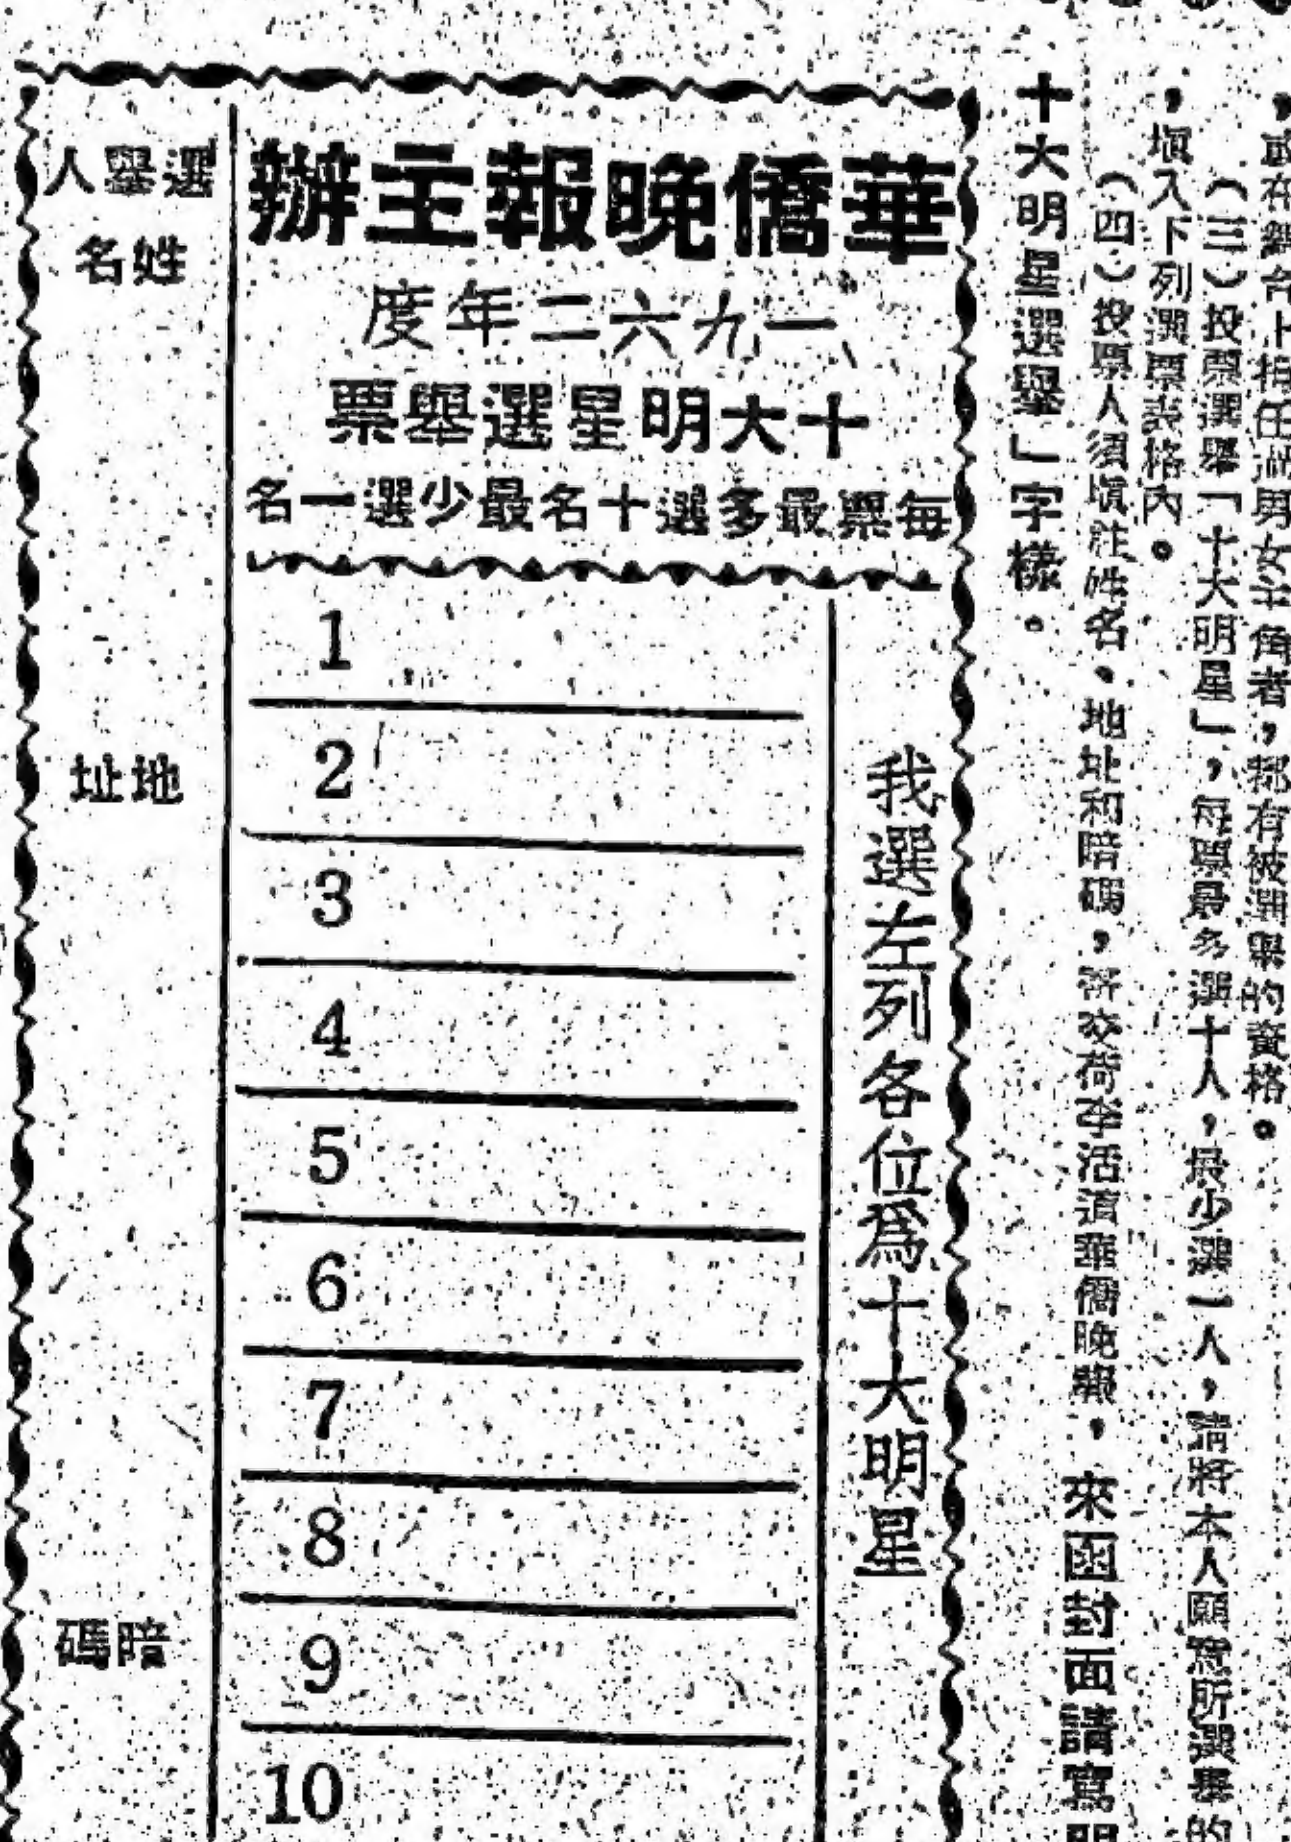 ，或在銀幕上担任過男女主角者，都有被選舉的資格。
（三）投票選舉「十大明星」，每票最多選十人，最少選一人，請將本人願意所選舉的
，填入下列選票表格內。
（四）投票人須填註姓名、地址和暗碼，寄交荷李活道華僑晚報，來函封面請寫明
十大明星選舉」字樣。
華僑晚報主辦
一九六二年度
十大明星選舉票
每票最多選十名最少選一名
我選左列各位為十大明星
1
2
3
4
5
6
7
8
9
10
選舉人
姓名
地址
暗碼